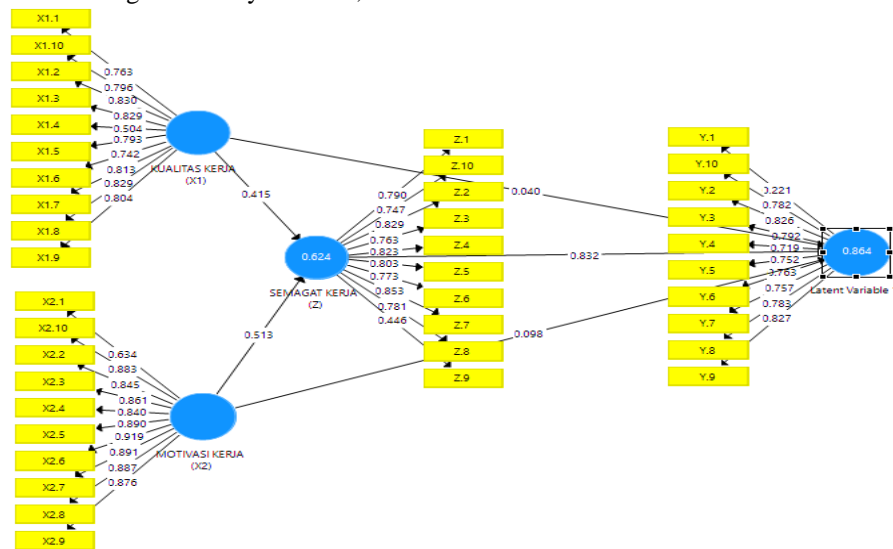 X1.1
X1.10
X1.2
X1.3
X1.4
X1.5
X1.6
X1.7
X1.8
X1.9
0.763
0.796
0.830
0.829
0.504
0.793
0.742
0.813
0.829
0.804
KUALITAS KERJA
(X1)
0.415
X2.1
X2.10
X2.2
X2.3
X2.4
X2.5
X2.6
X2.7
X2.8
X2.9
0.634
0.883
0.845
0.861
0.840
0.890
0.919
0.891
0.887
0.876
MOTIVASI KERJA
(X2)
0.513
0.624
SEMAGAT KERJA
(Z)
0.790
0.747
0.829
0.763
0.823
0.803
0.773
0.853
0.781
0.446
Z.1
Z.10
Z.2
Z.3
Z.4
Z.5
Z.6
Z.7
Z.8
Z.9
0.040
0.832
0.098
Y.1
Y.10
Y.2
Y.3
Y.4
Y.5
Y.6
Y.7
Y.8
Y.9
0.221
0.782
0.826
0.792
0.719
0.752
0.763
0.757
0.783
0.827
0.864
Latent Variable